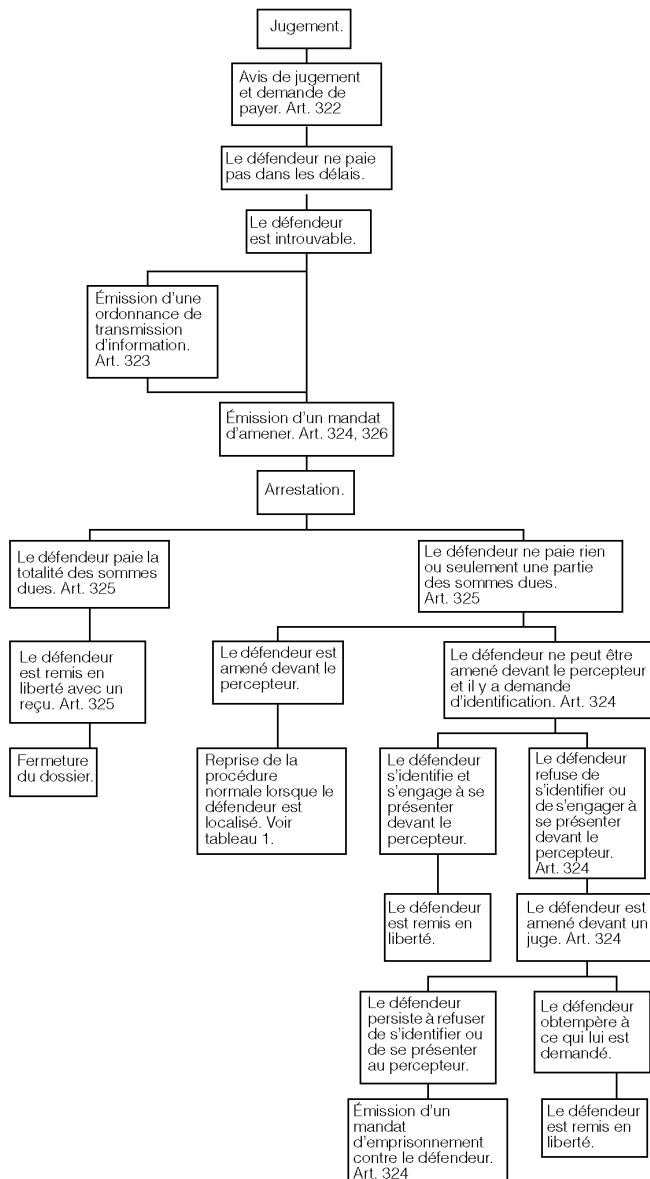 Jugement.
Avis de jugement
et demande de
payer. Art. 322
Le défendeur ne paie
pas dans les délais.
Le défendeur
est introuvable.
Émission d'une
ordonnance de
transmission
d'information.
Art. 323
Émission d'un mandat
d'amener. Art. 324, 326
Arrestation.
Le défendeur paie la
totalité des sommes
dues. Art. 325
Le défendeur ne paie rien
ou seulement une partie
des sommes dues.
Art. 325
Le défendeur
est remis en
liberté avec un
reçu. Art. 325
Le défendeur est
amené devant le
percepteur.
Le défendeur ne peut être
amené devant le percepteur
et il y a demande
d'identification. Art. 324
Fermeture
du dossier.
Reprise de la
procédure
normale lorsque le
défendeur est
localisé. Voir
tableau 1.
Le défendeur
s'identifie et
s'engage à se
présenter
devant le
percepteur.
Le défendeur
refuse de
s'identifier ou
de s'engager à
se présenter
devant le
percepteur.
Art. 324
Le défendeur
est remis en
liberté.
Le défendeur est
amené devant un
juge. Art. 324
Le défendeur
persiste à refuser
de s'identifier ou
de se présenter
au percepteur.
Le défendeur
obtempère à
ce qui lui est
demandé.
Émission d'un
mandat
d'emprisonnement
contre le défendeur.
Art. 324
Le défendeur
est remis en
liberté.